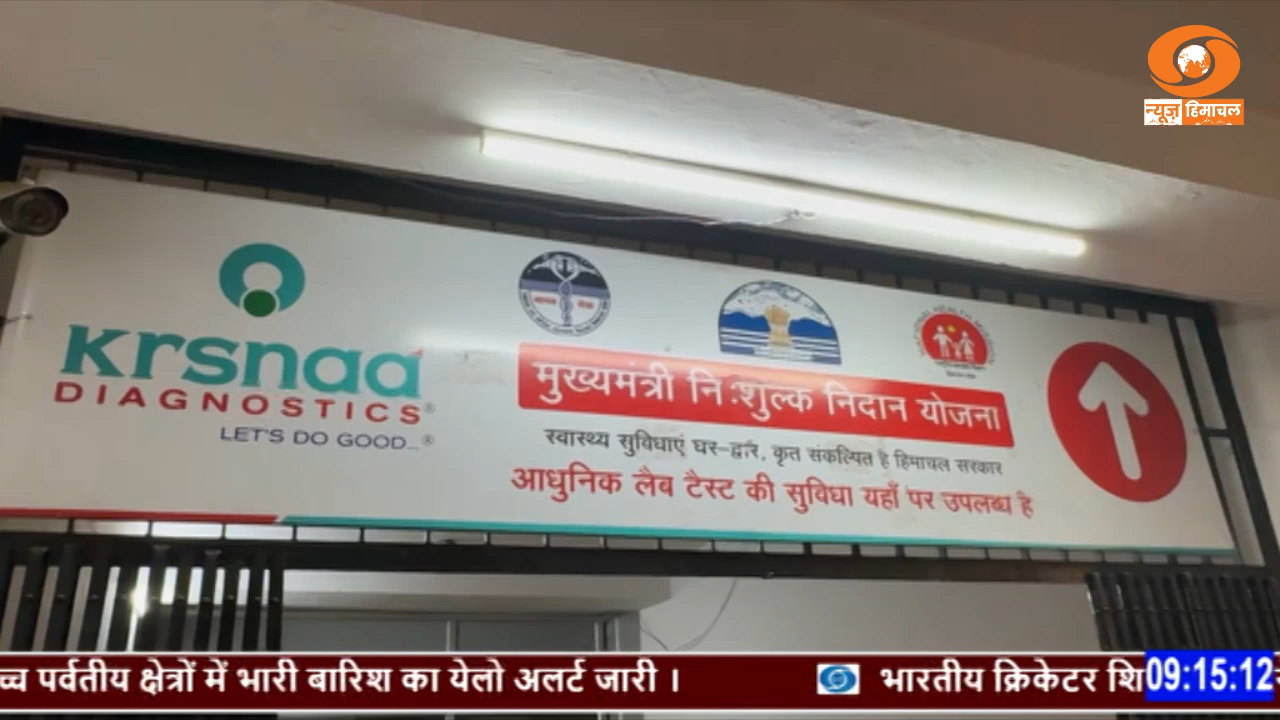 न्यूज़ हिमाचल
krsnaa
DIAGNOSTICS®
LET'S DO GOOD...®
मुख्यमंत्री नि:शुल्क निदान योजना
स्वास्थ्य सुविधाएं घर-द्वार, कृत संकल्पित है हिमाचल सरकार
आधुनिक लैब टैस्ट की सुविधा यहाँ पर उपलब्ध है
पर्वतीय क्षेत्रों में भारी बारिश का येलो अलर्ट जारी ।
भारतीय क्रिकेटर
09:15:12